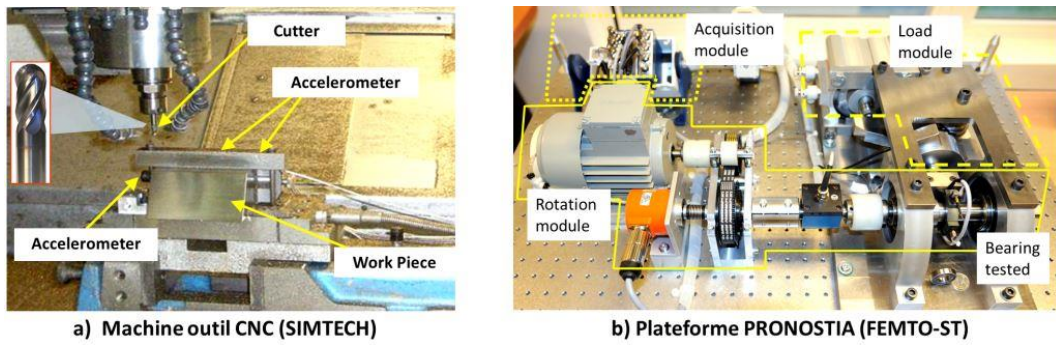 Cutter
Accelerometer
Accelerometer
Work Piece
a) Machine outil CNC (SIMTECH)
Acquisition
module
Load
module
Rotation
module
Bearing
tested
b) Plateforme PRONOSTIA (FEMTO-ST)